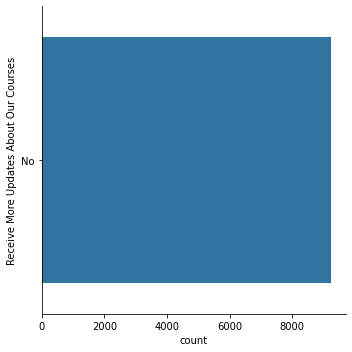 Receive More Updates About Our Courses
No
0 2000 4000 6000 8000
count